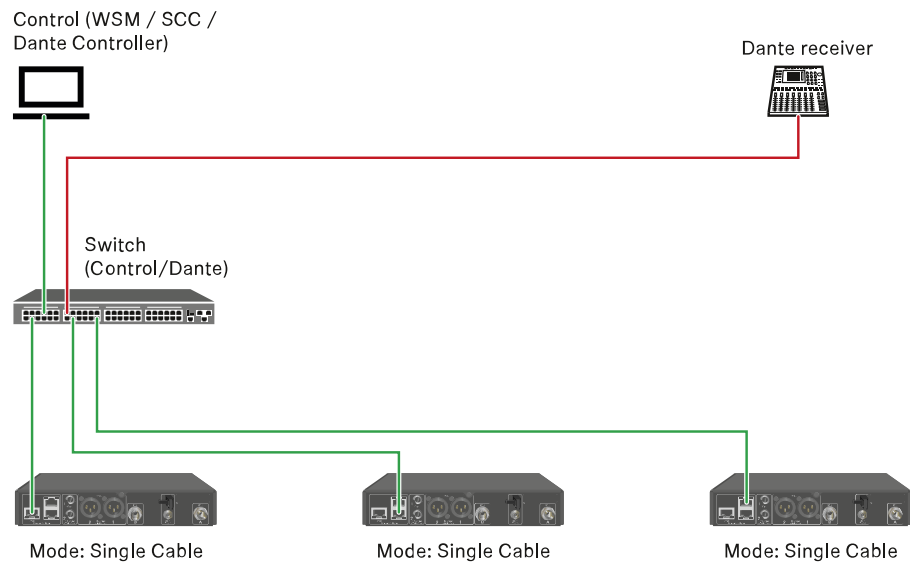 Control (WSM / SCC /
Dante Controller)
Dante receiver
Switch
(Control/Dante)
Mode: Single Cable
Mode: Single Cable
Mode: Single Cable